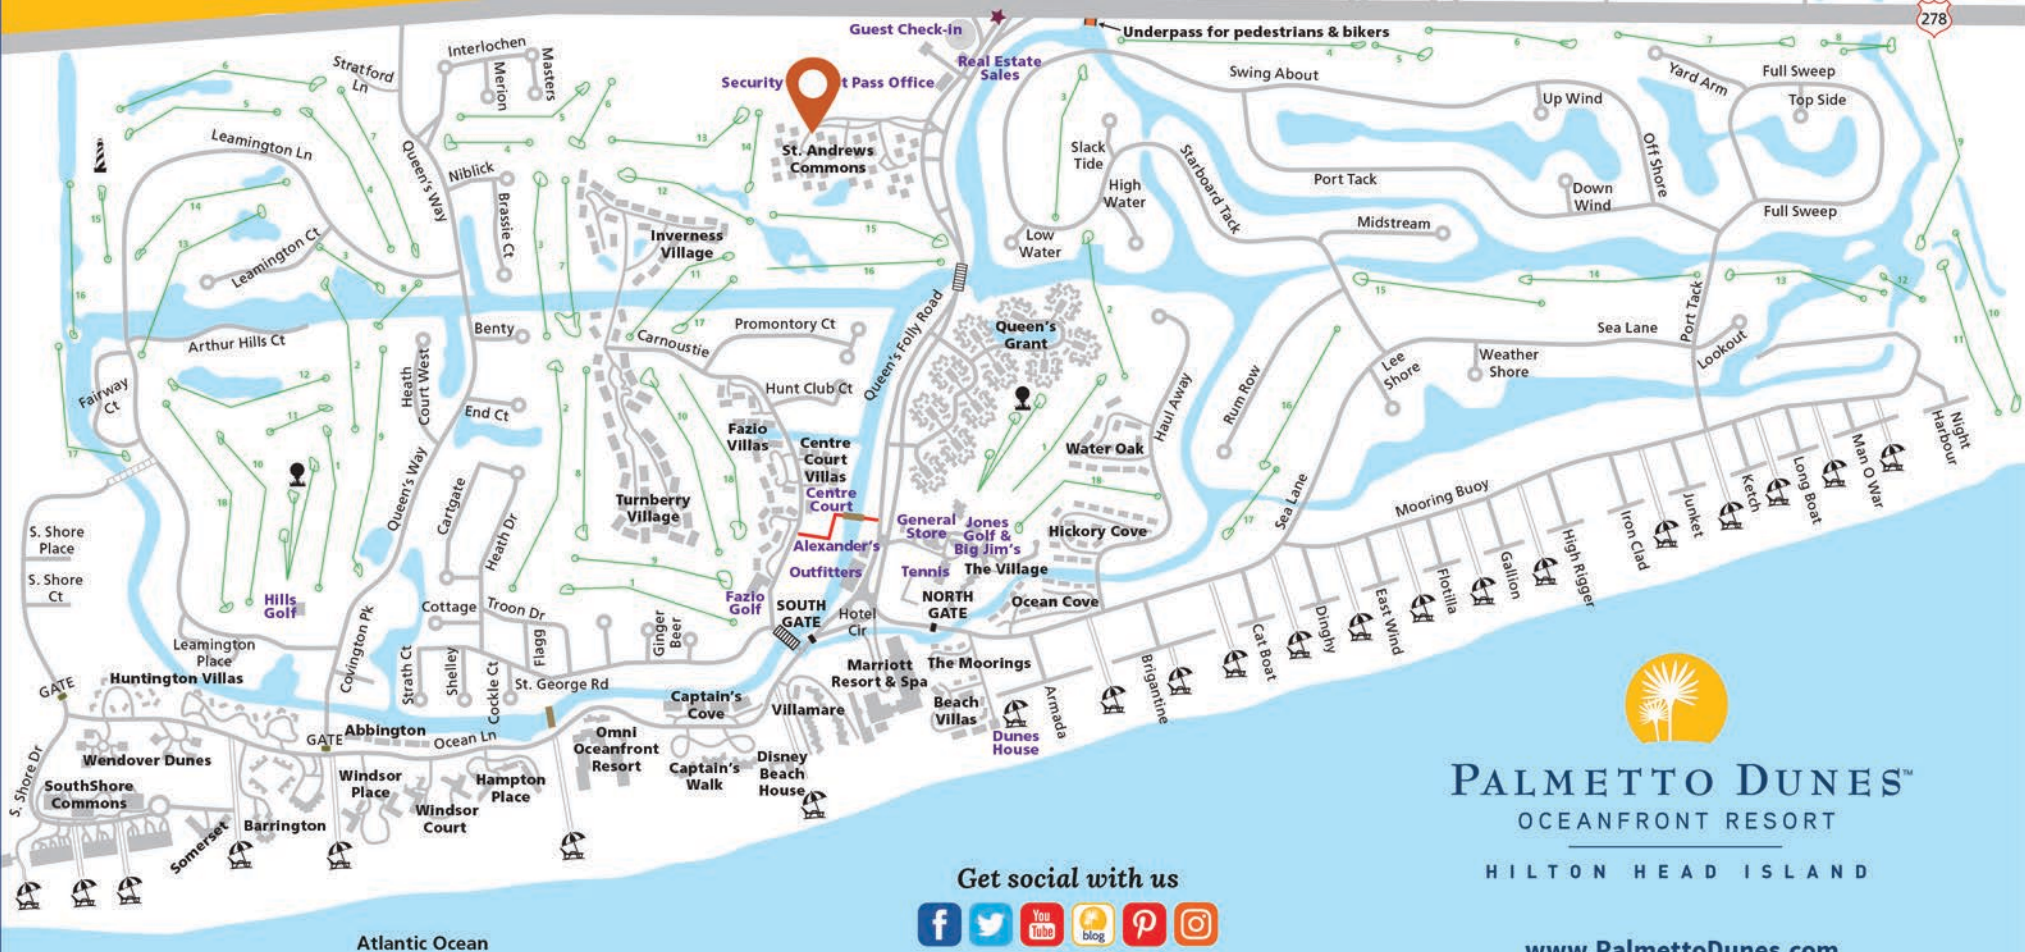 278
Guest Check-in
Underpass for pedestrians & bikers
Real Estate
Sales
Security
t Pass Office
Interlochen
Merion
Masters
Stratford
Ln
Swing About
Up Wind
Yard Arm
Full Sweep
Top Side
Leamington Ln
Queen's Way
Niblick
Brassie Ct
St. Andrews
Commons
Slack
Tide
High
Water
Low
Water
Starboard Tack
Port Tack
Down
Wind
Off Shore
Full Sweep
Midstream
Leamington Ct
Inverness
Village
Arthur Hills Ct
Benty
Carnoustie
Promontory Ct
Queen's Folly Road
Queen's
Grant
Port Tack
Sea Lane
Lookout
Weather
Shore
Lee
Shore
Rum Row
Haul Away
Fairway
Ct
Heath
Court West
End Ct
Hunt Club Ct
Fazio
Villas
Centre
Court
Villas
Centre
Court
Water Oak
Night
Harbour
Man O War
Long Boat
Ketch
Junket
Iron Clad
High Rigger
Gallion
Flotilla
East Wind
Dinghy
Cat Boat
Brigantine
Armada
Mooring Buoy
Sea Lane
Queen's Way
Cartgate
Heath Dr
Turnberry
Village
S. Shore
Place
S. Shore
Ct
General
Store
Jones
Golf &
Big Jim's
Hickory Cove
Alexander's
Outfitters
Tennis
The Village
Hills
Golf
Fazio
Golf
SOUTH
GATE
Hotel
Cir
NORTH
GATE
Ocean Cove
Cottage
Troon Dr
Flagg
Ginger
Beer
Leamington
Place
Covington Pk
Strath Ct
Shelley
Cockle Ct
St. George Rd
Marriott
Resort & Spa
The Moorings
GATE
Huntington Villas
Captain's
Cove
Villamare
Beach
Villas
Dunes
House
GATE
Abbington
Ocean Ln
Omni
Oceanfront
Resort
Captain's
Walk
Disney
Beach
House
S. Shore Dr
Wendover Dunes
SouthShore
Commons
Windsor
Place
Hampton
Place
Windsor
Court
Barrington
Somerset
PALMETTO DUNES™
OCEANFRONT RESORT
HILTON HEAD ISLAND
Get social with us
You
Tube
blog
Atlantic Ocean
www.PalmettoDunes.com